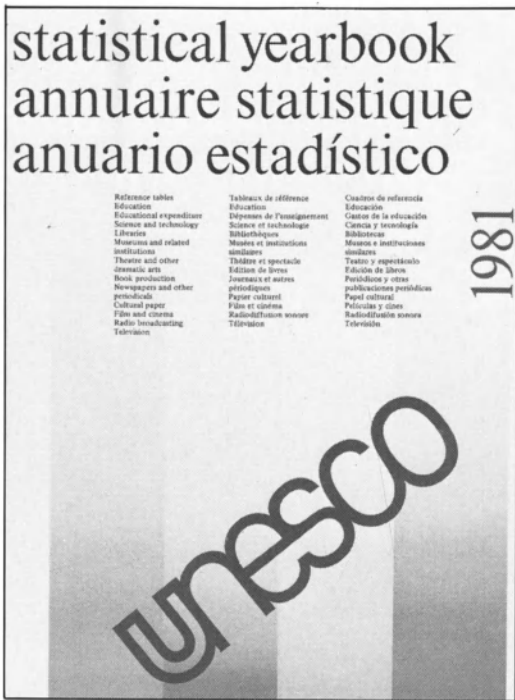 statistical yearbook
annuaire statistique
anuario estadístico
Reference tables
Education
Educational expenditure
Science and technology
Libraries
Museums and related
institutions
Theatre and other
dramatic arts
Book production
Newspapers and other
periodicals
Cultural paper
Film and cinema
Radio broadcasting
Television
Tableaux de référence
Education
Dépenses de l'enseignement
Science et technologie
Bibliothèques
Musées et institutions
similaires
Théâtre et spectacle
Edition de livres
Journaux et autres
périodiques
Papier culturel
Film et cinéma
Radiodiffusion sonore
Télévision
Cuadros de referencia
Educación
Gastos de la educación
Ciencia y tecnología
Bibliotecas
Museos e instituciones
similares
Teatro y espectáculo
Edición de libros
Periódicos y otras
publicaciones periódicas
Papel cultural
Películas y cines
Radiodifusión sonora
Televisión
1981
unesco